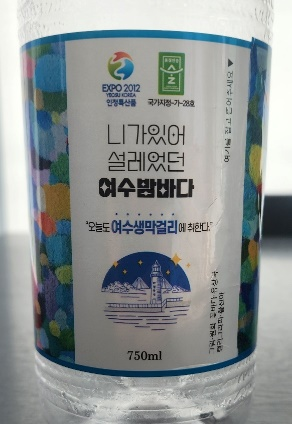 EXPO 2012
YEOSU KOREA
인정특산품
국가지정-가-28호
니가있어
설레었던
여수밤바다
"오늘도 여수생막걸리에 취한다."
750ml